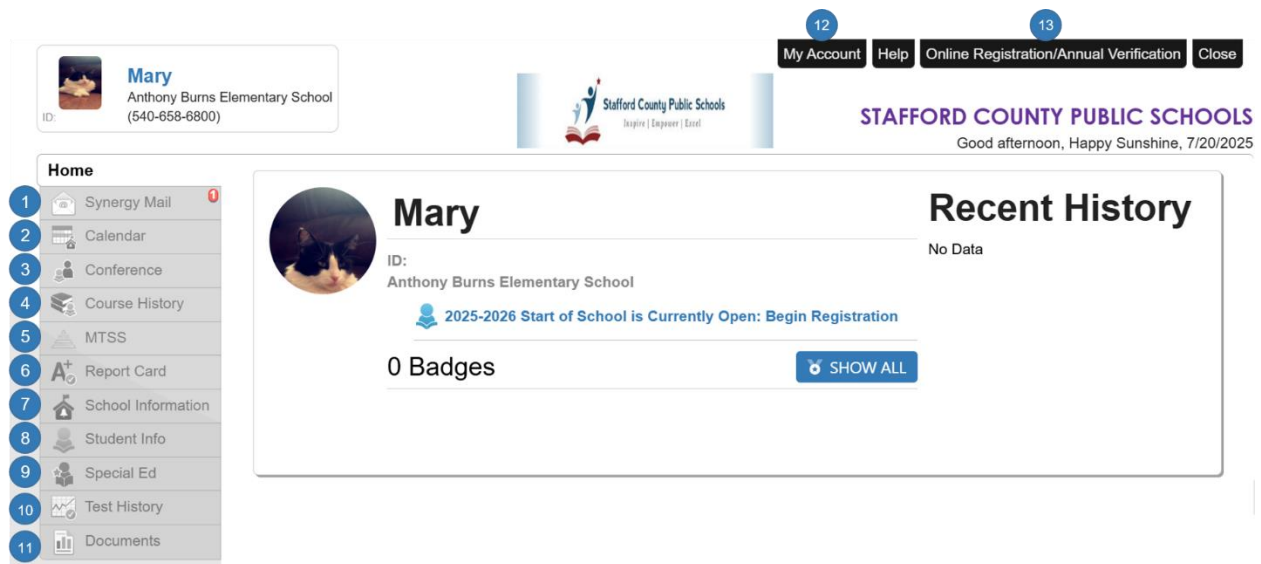 12
13
My Account Help Online Registration/Annual Verification Close
Mary
Anthony Burns Elementary School
ID: (540-658-6800)
Stafford County Public Schools
Inspire | Empower | Excel
STAFFORD COUNTY PUBLIC SCHOOLS
Good afternoon, Happy Sunshine, 7/20/2025
Home
1 Synergy Mail 1
2 Calendar
3 Conference
4 Course History
5 MTSS
6 Report Card
7 School Information
8 Student Info
9 Special Ed
10 Test History
11 Documents
Mary
ID:
Anthony Burns Elementary School
2025-2026 Start of School is Currently Open: Begin Registration
0 Badges
SHOW ALL
Recent History
No Data